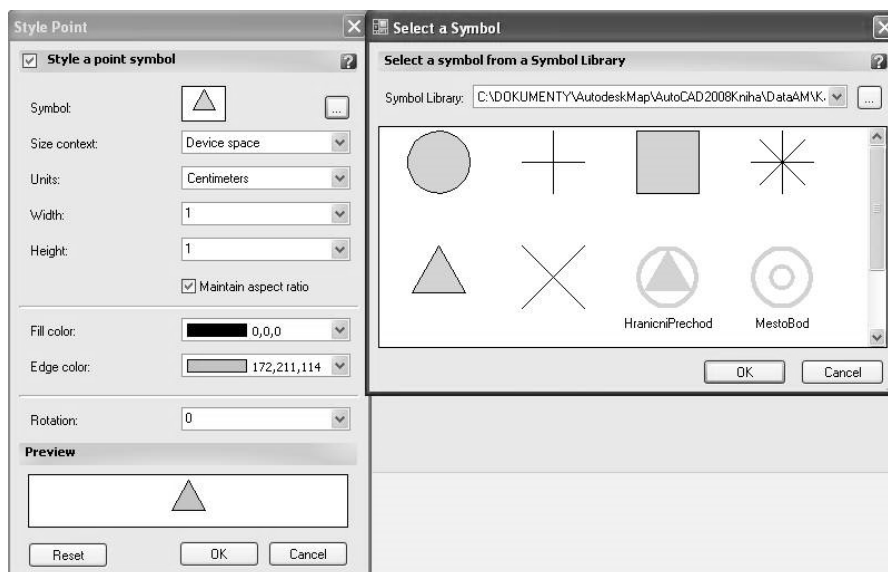 Style Point
Style a point symbol
Symbol:
...
Size context:
Device space
Units:
Centimeters
Width:
1
Height:
1
Maintain aspect ratio
Fill color:
0,0,0
Edge color:
172,211,114
Rotation:
0
Preview
Reset
OK
Cancel
Select a Symbol
Select a symbol from a Symbol Library
Symbol Library:
C:\DOKUMENTY\AutodeskMap\AutoCAD2008Kniha\DataAM\K
...
HranicniPrechod
MestoBod
OK
Cancel